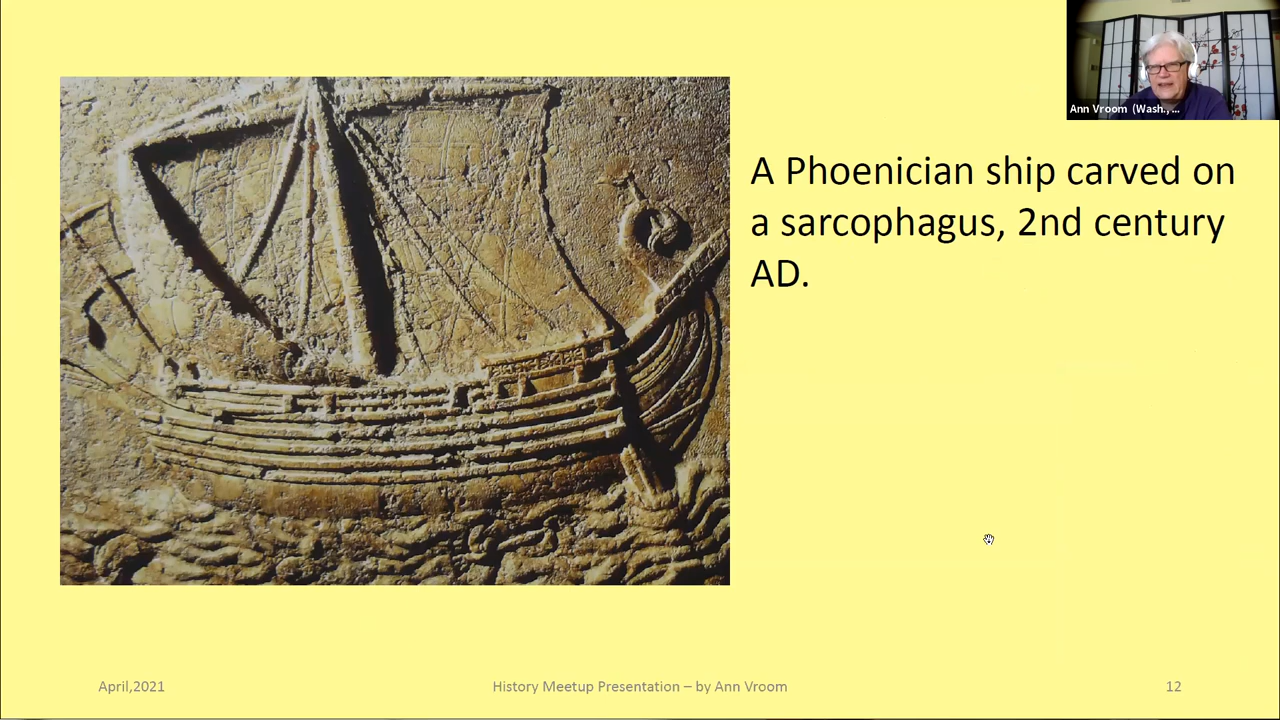 Ann Vroom (Wash., ...
A Phoenician ship carved on
a sarcophagus, 2nd century
AD.
April,2021
History Meetup Presentation – by Ann Vroom
12